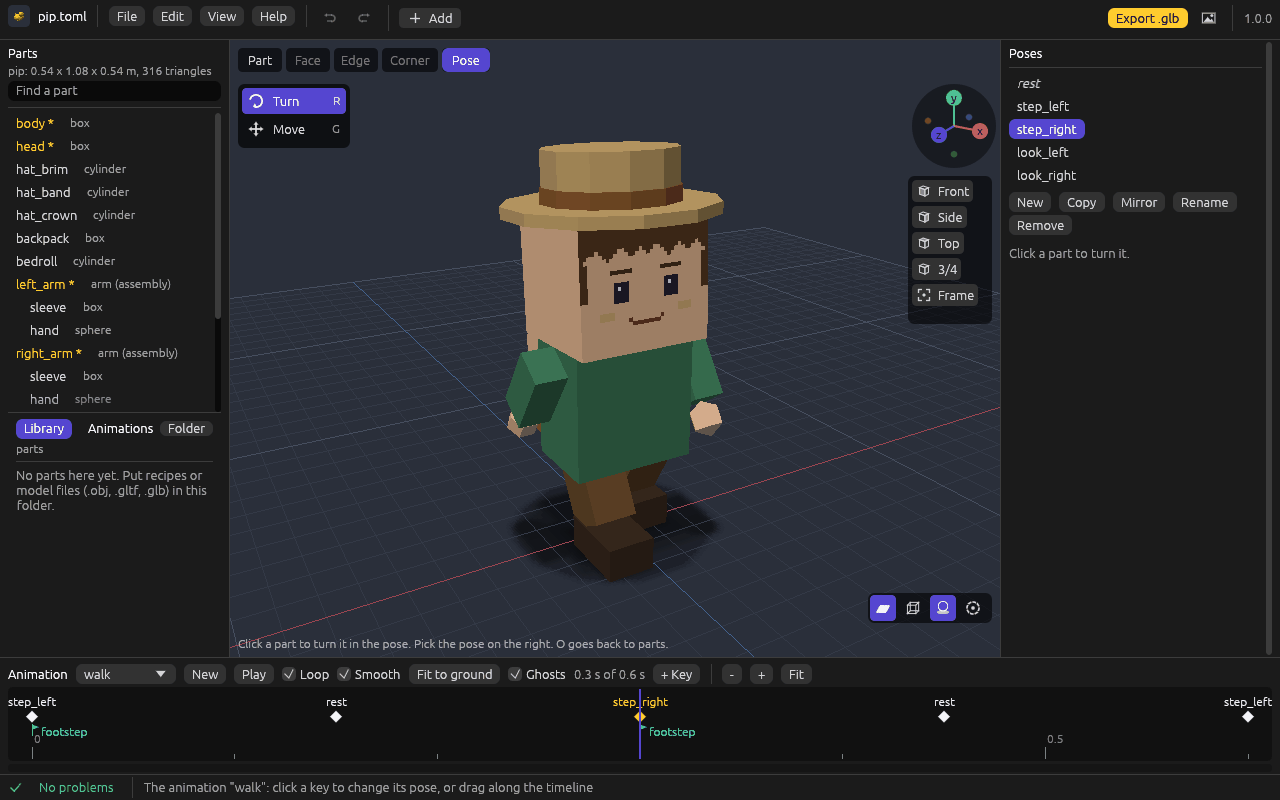 pip.toml File Edit View Help + Add Export .glb 1.0.0
Parts
pip: 0.54 x 1.08 x 0.54 m, 316 triangles
Find a part
body * box
head * box
hat_brim cylinder
hat_band cylinder
hat_crown cylinder
backpack box
bedroll cylinder
left_arm * arm (assembly)
sleeve box
hand sphere
right_arm * arm (assembly)
sleeve box
hand sphere
Library Animations Folder
parts
No parts here yet. Put recipes or
model files (.obj, .gltf, .glb) in this
folder.
Part Face Edge Corner Pose
Turn R
Move G
y
x
z
Front
Side
Top
3/4
Frame
Click a part to turn it in the pose. Pick the pose on the right. O goes back to parts.
Poses
rest
step_left
step_right
look_left
look_right
New Copy Mirror Rename
Remove
Click a part to turn it.
Animation walk New Play Loop Smooth Fit to ground Ghosts 0.3 s of 0.6 s + Key - + Fit
step_left rest step_right rest step_left
footstep footstep
0 0.5
No problems The animation "walk": click a key to change its pose, or drag along the timeline